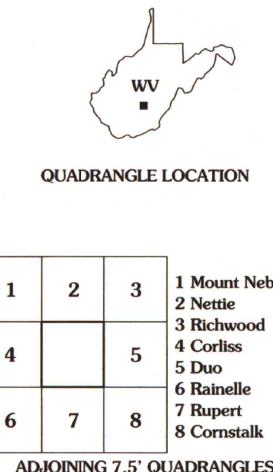 WV
QUADRANGLE LOCATION
1 2 3
4 5
6 7 8
1 Mount Neb
2 Nettie
3 Richwood
4 Corliss
5 Duo
6 Rainelle
7 Rupert
8 Cornstalk
ADJOINING 7.5' QUADRANGLES